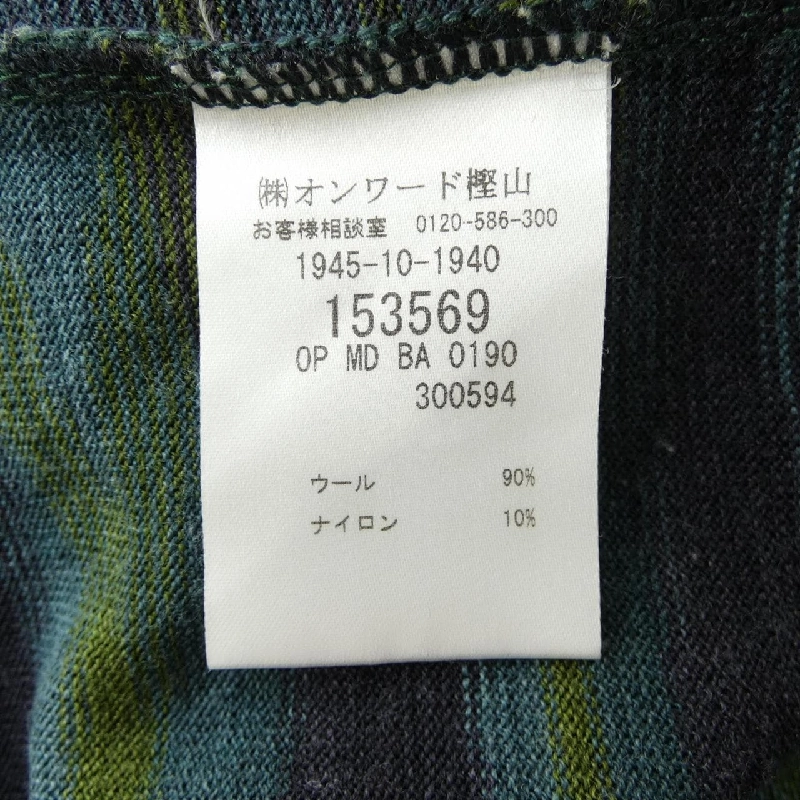 ㈱オンワード樫山
お客様相談室 0120-586-300
1945-10-1940
153569
OP MD BA 0190
300594
ウール 90%
ナイロン 10%